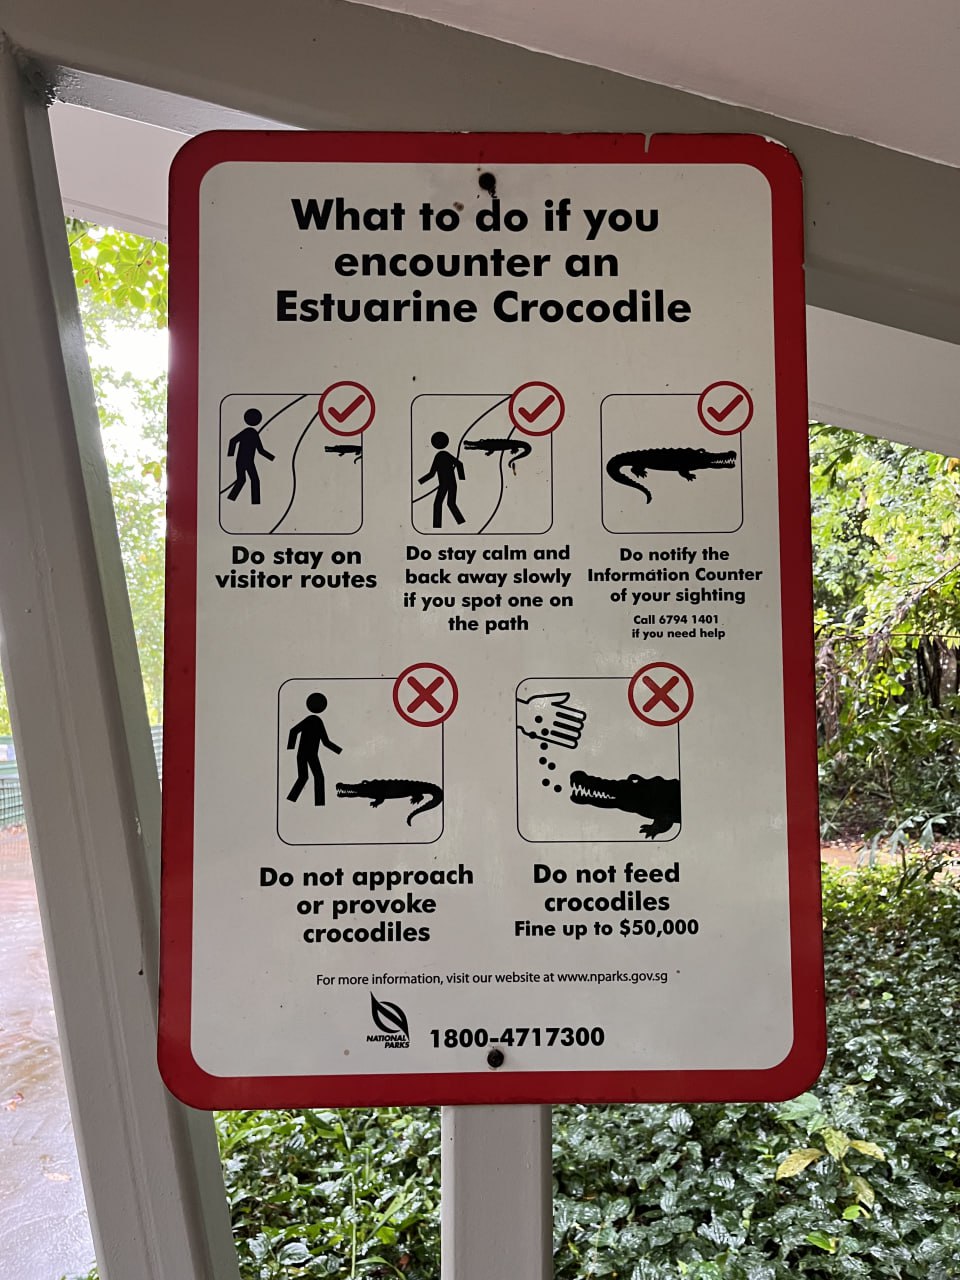 What to do if you
encounter an
Estuarine Crocodile
Do stay on
visitor routes
Do stay calm and
back away slowly
if you spot one on
the path
Do notify the
Information Counter
of your sighting
Call 6794 1401
if you need help
Do not approach
or provoke
crocodiles
Do not feed
crocodiles
Fine up to $50,000
For more information, visit our website at www.nparks.gov.sg
NATIONAL
PARKS
1800-4717300